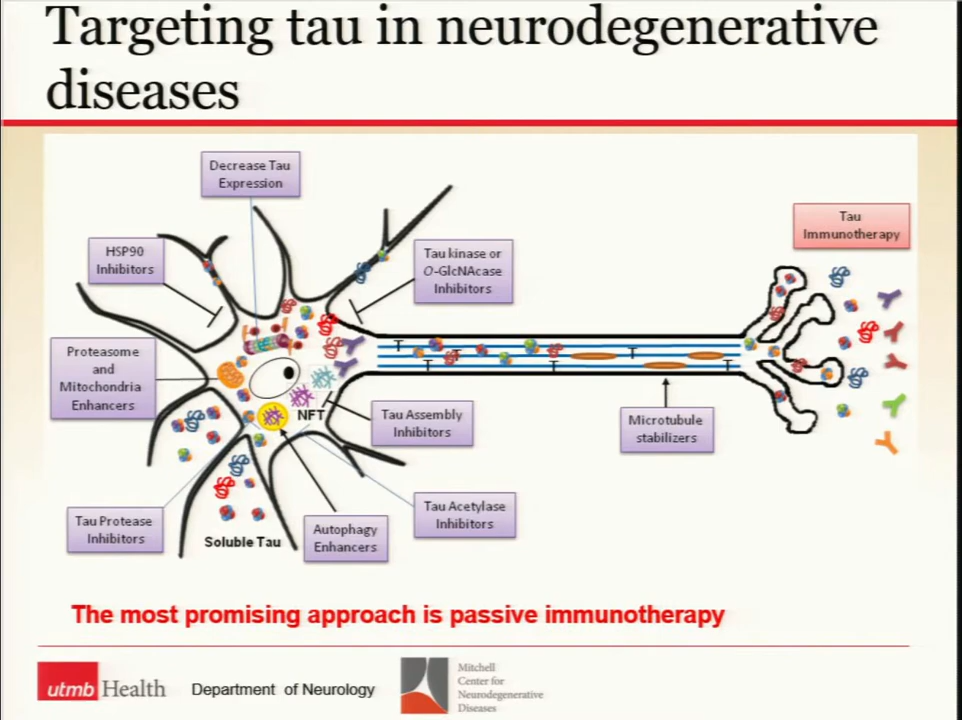 Targeting tau in neurodegenerative
diseases
Decrease Tau
Expression
Tau
Immunotherapy
HSP90
Inhibitors
Tau kinase or
O-GlcNAcase
Inhibitors
Proteasome
and
Mitochondria
Enhancers
T
T
T
T
T
T
NFT
Tau Assembly
Inhibitors
Microtubule
stabilizers
Tau Protease
Inhibitors
Soluble Tau
Autophagy
Enhancers
Tau Acetylase
Inhibitors
The most promising approach is passive immunotherapy
utmb Health
Department of Neurology
Mitchell
Center for
Neurodegenerative
Diseases